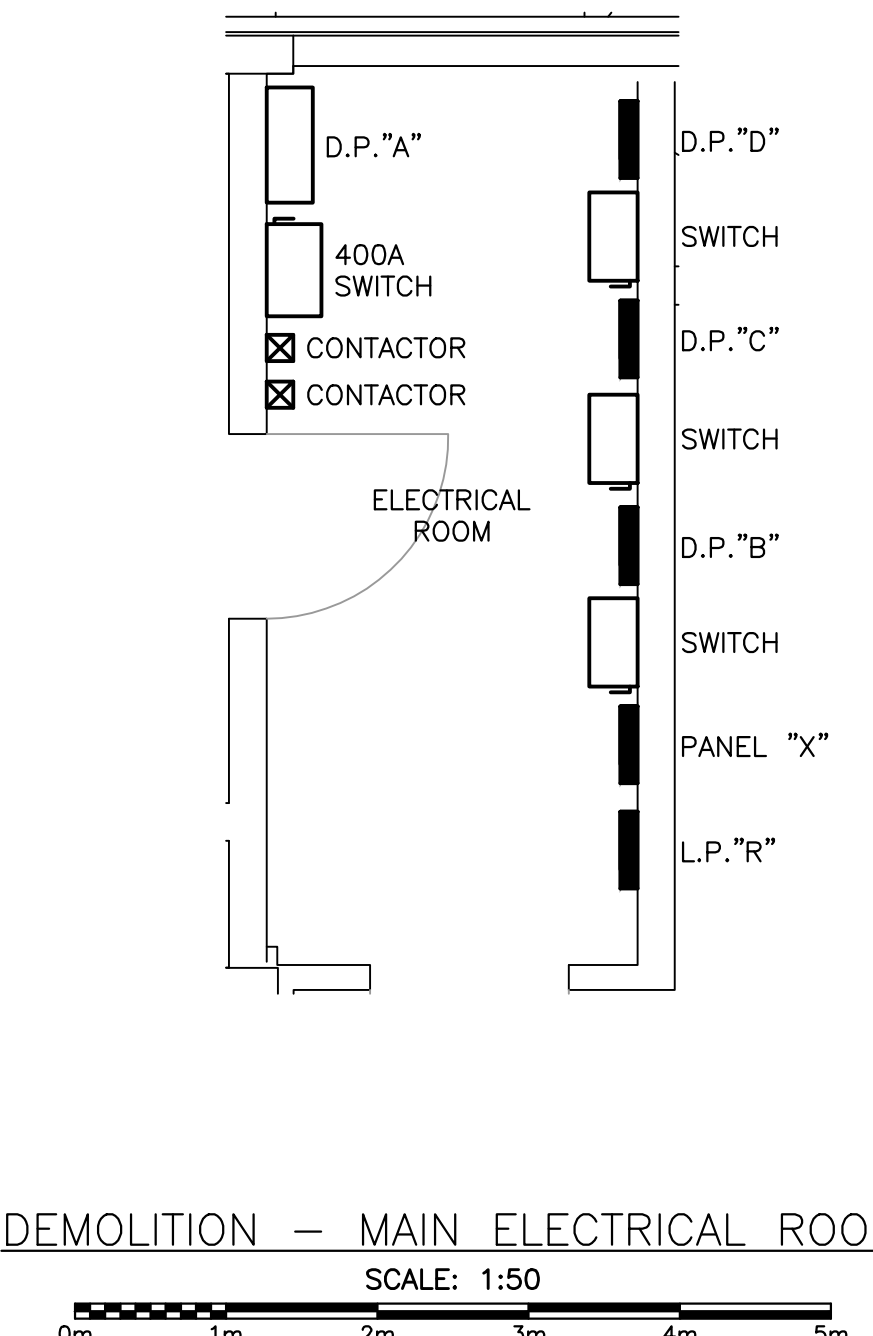 D.P."A"
D.P."D"
SWITCH
400A
SWITCH
D.P."C"
CONTACTOR
CONTACTOR
SWITCH
ELECTRICAL
ROOM
D.P."B"
SWITCH
PANEL "X"
L.P."R"
DEMOLITION - MAIN ELECTRICAL ROO
SCALE: 1:50
0m 1m 2m 3m 4m 5m